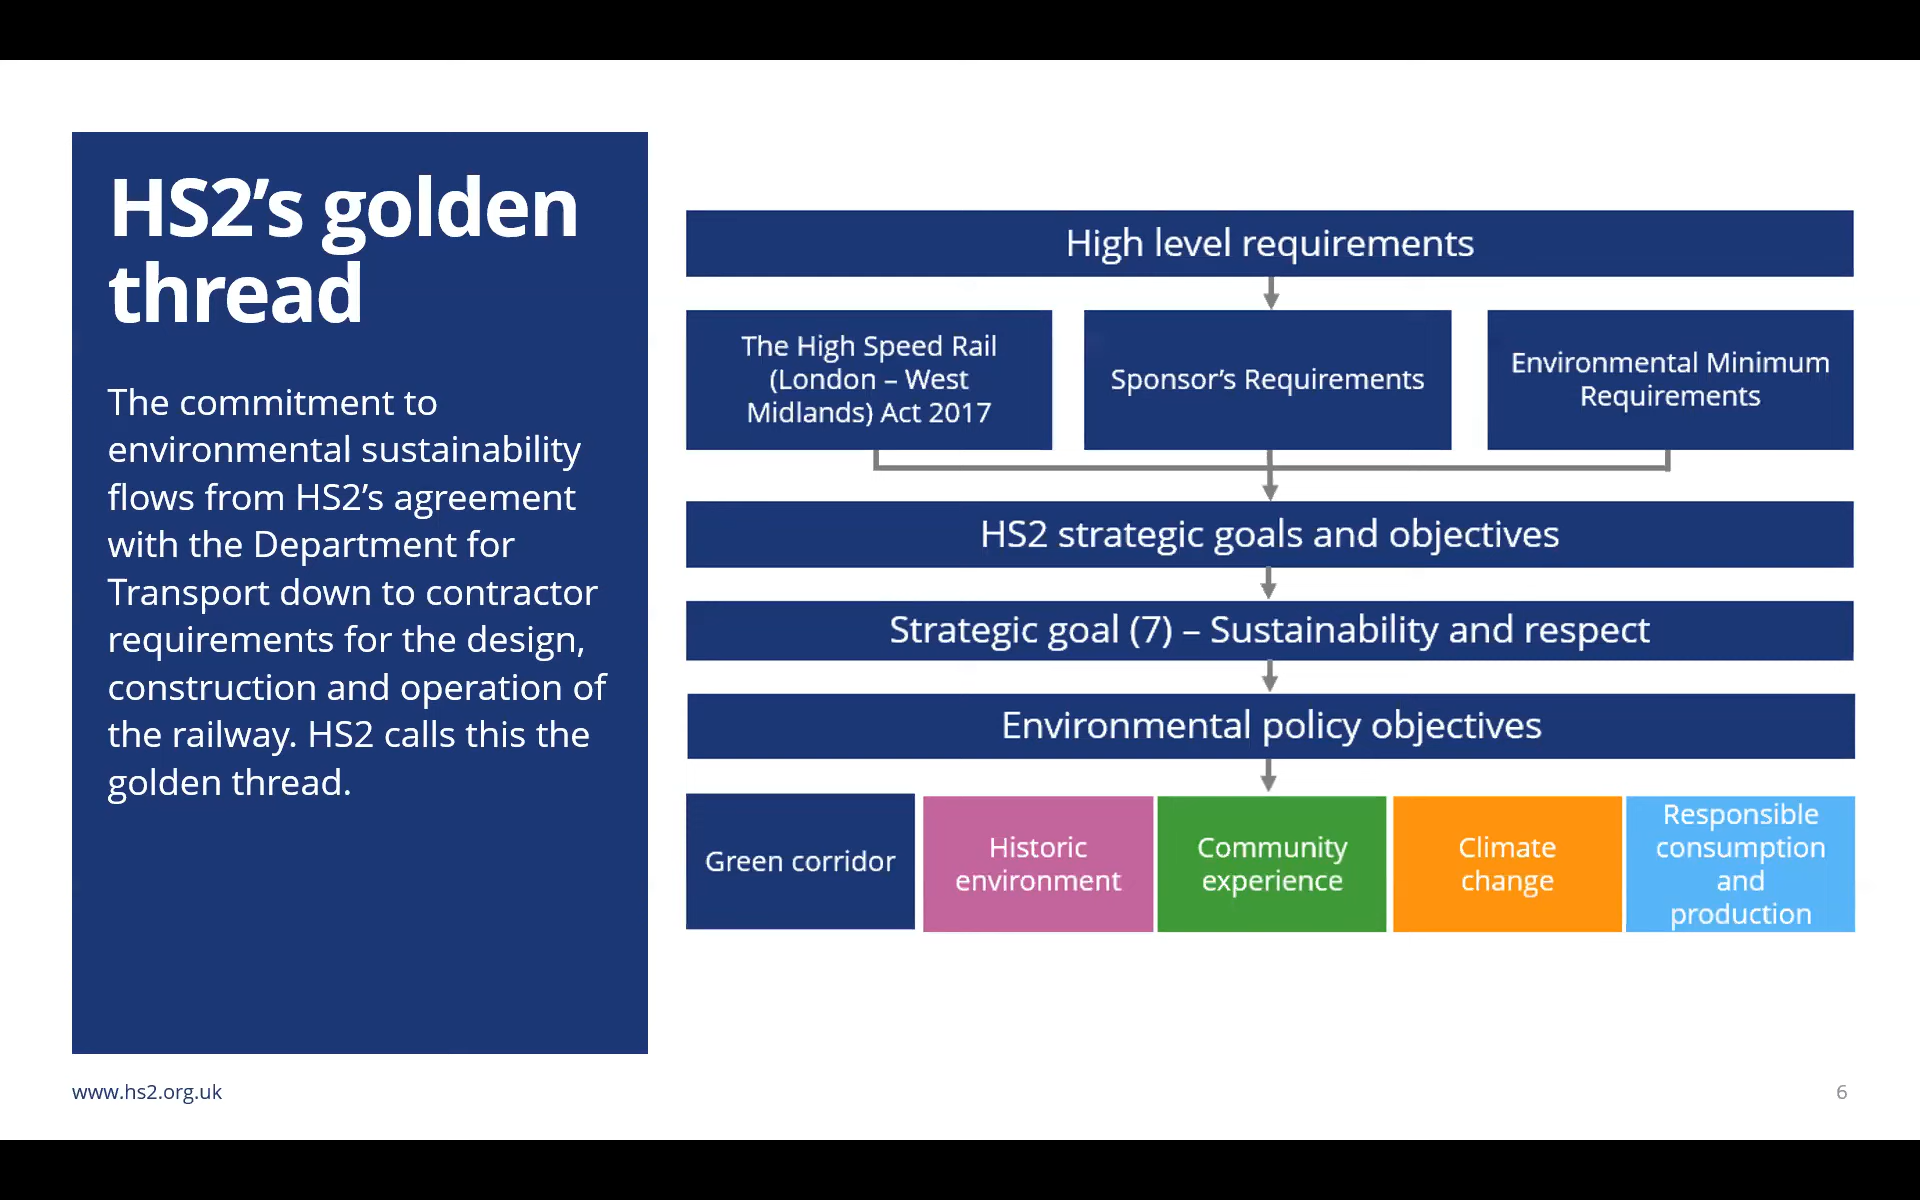 HS2’s golden
thread
The commitment to
environmental sustainability
flows from HS2’s agreement
with the Department for
Transport down to contractor
requirements for the design,
construction and operation of
the railway. HS2 calls this the
golden thread.
High level requirements
The High Speed Rail
(London – West
Midlands) Act 2017
Sponsor’s Requirements
Environmental Minimum
Requirements
HS2 strategic goals and objectives
Strategic goal (7) – Sustainability and respect
Environmental policy objectives
Green corridor
Historic
environment
Community
experience
Climate
change
Responsible
consumption
and
production
www.hs2.org.uk
6